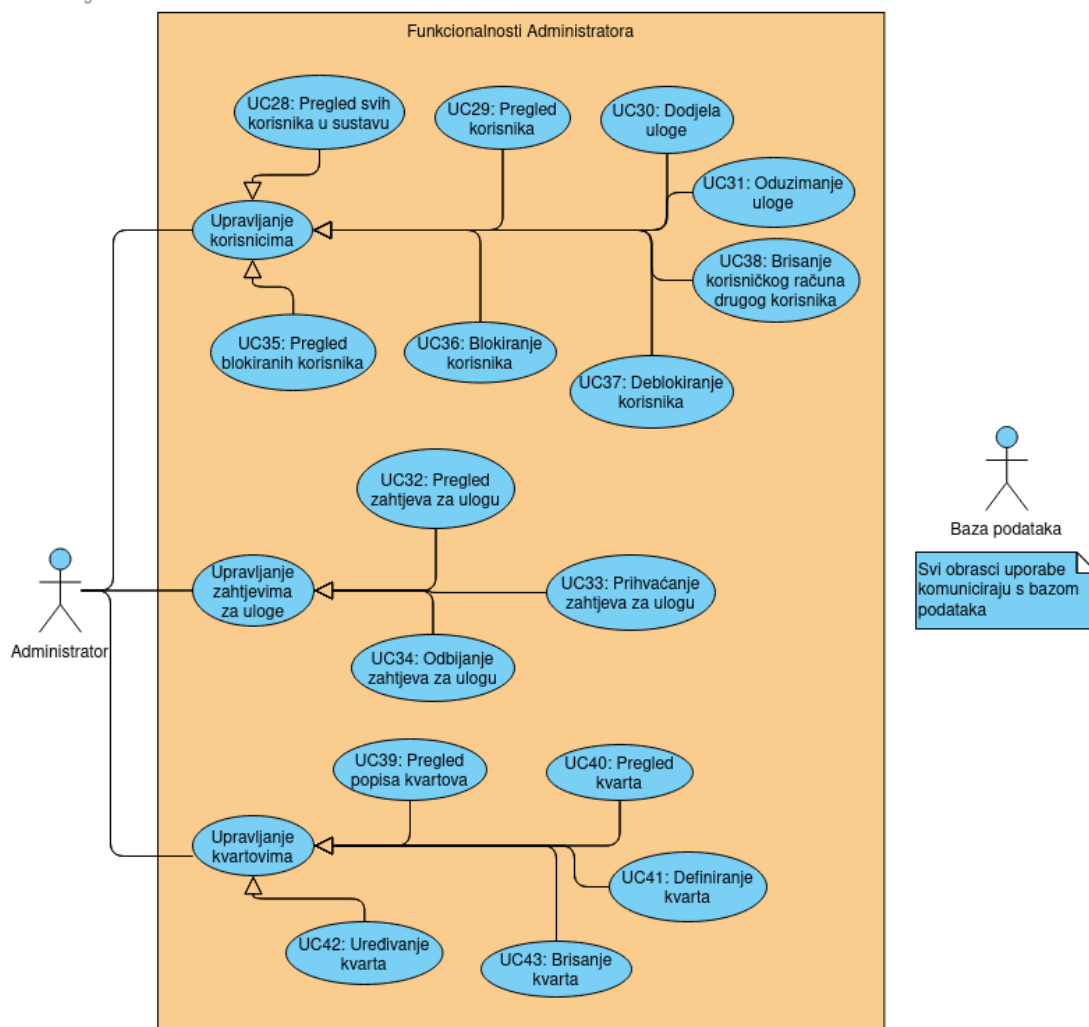 Funkcionalnosti Administratora
UC28: Pregled svih
korisnika u sustavu
UC29: Pregled
korisnika
UC30: Dodjela
uloge
UC31: Oduzimanje
uloge
Upravljanje
korisnicima
UC38: Brisanje
korisničkog računa
drugog korisnika
UC35: Pregled
blokiranih korisnika
UC36: Blokiranje
korisnika
UC37: Deblokiranje
korisnika
UC32: Pregled
zahtjeva za ulogu
Baza podataka
Svi obrasci uporabe
komuniciraju s bazom
podataka
Upravljanje
zahtjevima
za uloge
UC33: Prihvaćanje
zahtjeva za ulogu
Administrator
UC34: Odbijanje
zahtjeva za ulogu
UC39: Pregled
popisa kvartova
UC40: Pregled
kvarta
Upravljanje
kvartovima
UC41: Definiranje
kvarta
UC42: Uređivanje
kvarta
UC43: Brisanje
kvarta